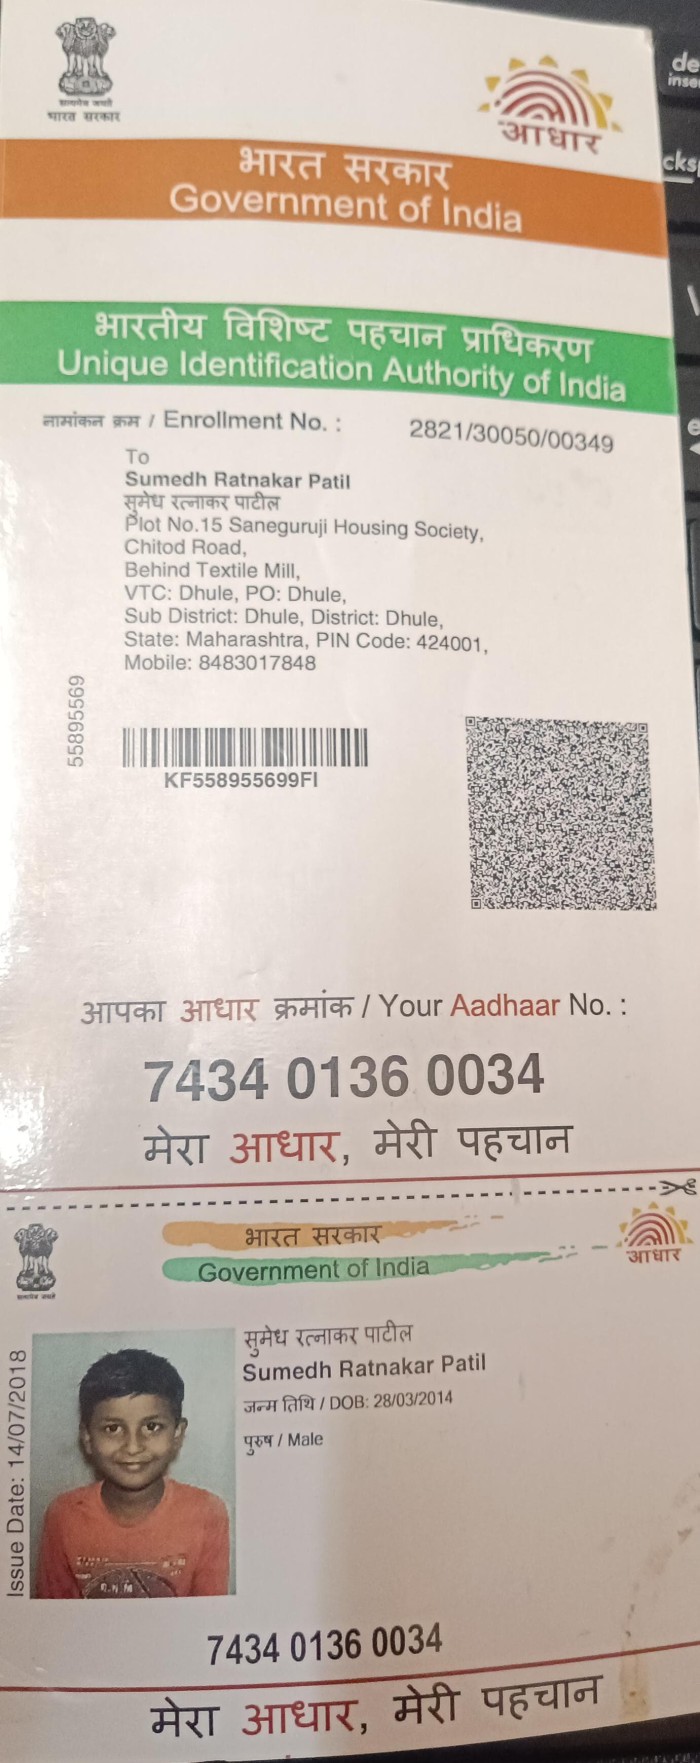 सत्यमेव जयते
भारत सरकार
आधार
भारत सरकार
Government of India
भारतीय विशिष्ट पहचान प्राधिकरण
Unique Identification Authority of India
नामांकन क्रम / Enrollment No. : 2821/30050/00349
To
Sumedh Ratnakar Patil
सुमेध रत्नाकर पाटील
Plot No.15 Saneguruji Housing Society,
Chitod Road,
Behind Textile Mill,
VTC: Dhule, PO: Dhule,
Sub District: Dhule, District: Dhule,
State: Maharashtra, PIN Code: 424001,
Mobile: 8483017848
55895569
KF558955699FI
आपका आधार क्रमांक / Your Aadhaar No. :
7434 0136 0034
मेरा आधार, मेरी पहचान
भारत सरकार
Government of India
आधार
सुमेध रत्नाकर पाटील
Sumedh Ratnakar Patil
जन्म तिथि / DOB: 28/03/2014
पुरुष / Male
Issue Date: 14/07/2018
7434 0136 0034
मेरा आधार, मेरी पहचान